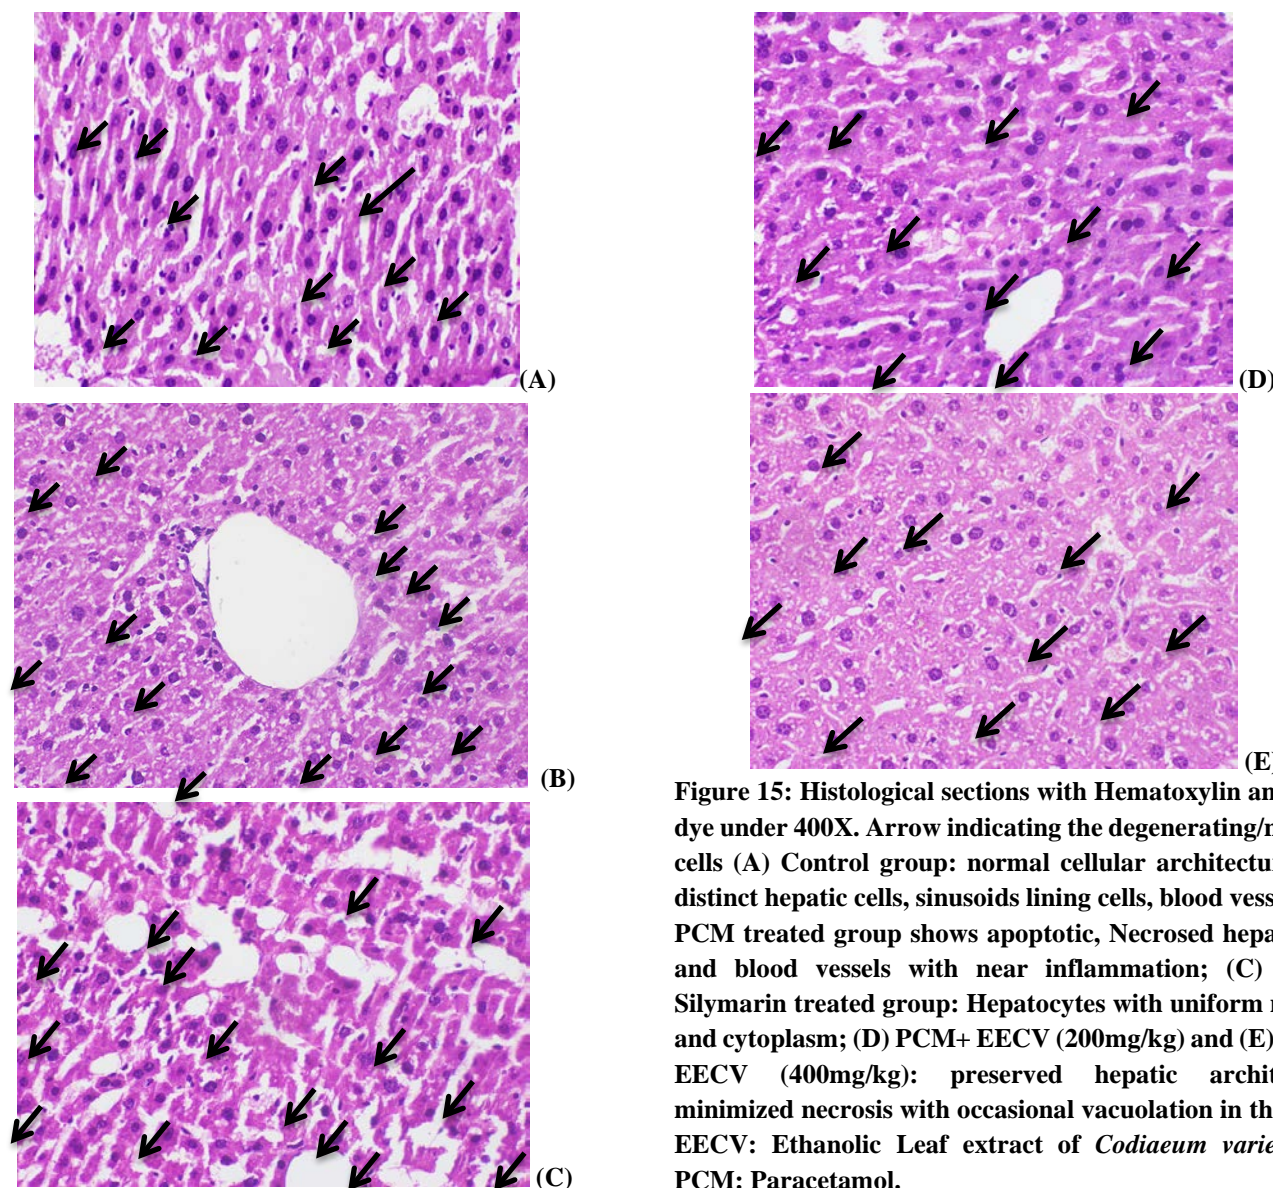 (A)
(B)
(C)
(D)
(E)
Figure 15: Histological sections with Hematoxylin an
dye under 400X. Arrow indicating the degenerating/
cells (A) Control group: normal cellular architectu
distinct hepatic cells, sinusoids lining cells, blood vess
PCM treated group shows apoptotic, Necrosed hepa
and blood vessels with near inflammation; (C)
Silymarin treated group: Hepatocytes with uniform
and cytoplasm; (D) PCM+ EECV (200mg/kg) and (E)
EECV (400mg/kg): preserved hepatic archit
minimized necrosis with occasional vacuolation in th
EECV: Ethanolic Leaf extract of Codiaeum varie
PCM: Paracetamol.